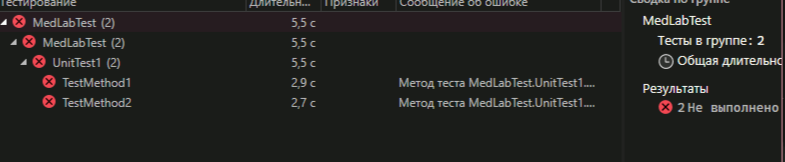 Тестирование Длительн... Признаки Сообщение об ошибке
Сводка по группе
MedLabTest (2) 5,5 с
MedLabTest (2) 5,5 с
UnitTest1 (2) 5,5 с
TestMethod1 2,9 с Метод теста MedLabTest.UnitTest1....
TestMethod2 2,7 с Метод теста MedLabTest.UnitTest1....
MedLabTest
Тесты в группе: 2
Общая длительно
Результаты
2 Не выполнено